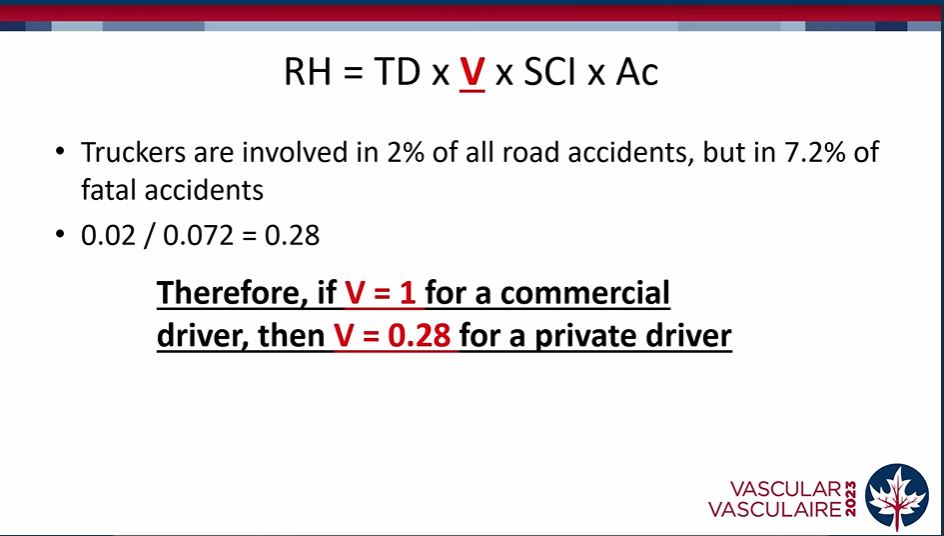 RH = TD x V x SCI x Ac
• Truckers are involved in 2% of all road accidents, but in 7.2% of
fatal accidents
• 0.02 / 0.072 = 0.28
Therefore, if V = 1 for a commercial
driver, then V = 0.28 for a private driver
VASCULAR
VASCULAIRE
2023